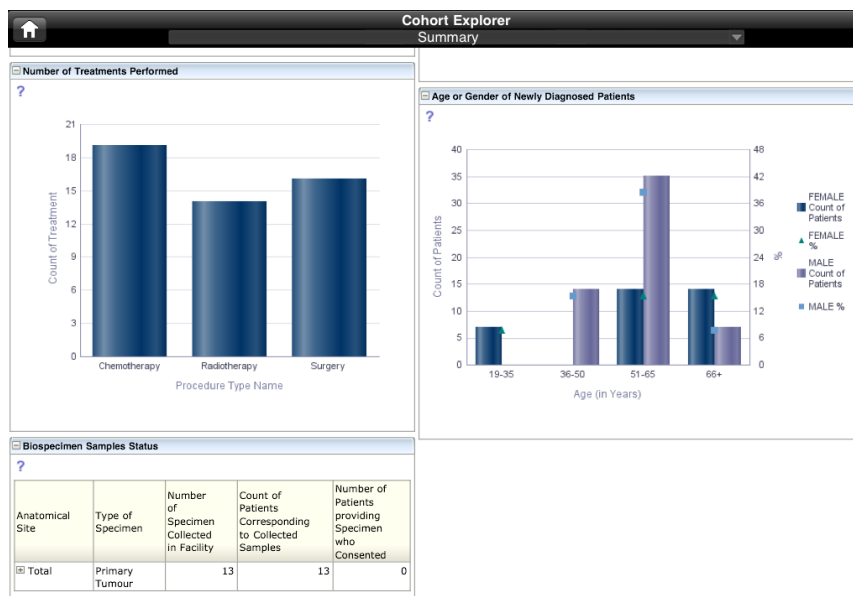 Cohort Explorer
Summary
Number of Treatments Performed
?
21
18
15
12
9
6
3
0
Count of Treatment
Chemotherapy
Radiotherapy
Surgery
Procedure Type Name
Age or Gender of Newly Diagnosed Patients
?
40
35
30
25
20
15
10
5
0
Count of Patients
48
42
36
30
24
18
12
6
0
%
19-35
36-50
51-65
66+
Age (in Years)
FEMALE
Count of
Patients
FEMALE
%
MALE
Count of
Patients
MALE %
Biospecimen Samples Status
?
Anatomical
Site
Type of
Specimen
Number
of
Specimen
Collected
in Facility
Count of
Patients
Corresponding
to Collected
Samples
Number of
Patients
providing
Specimen
who
Consented
Total
Primary
Tumour
13
13
0